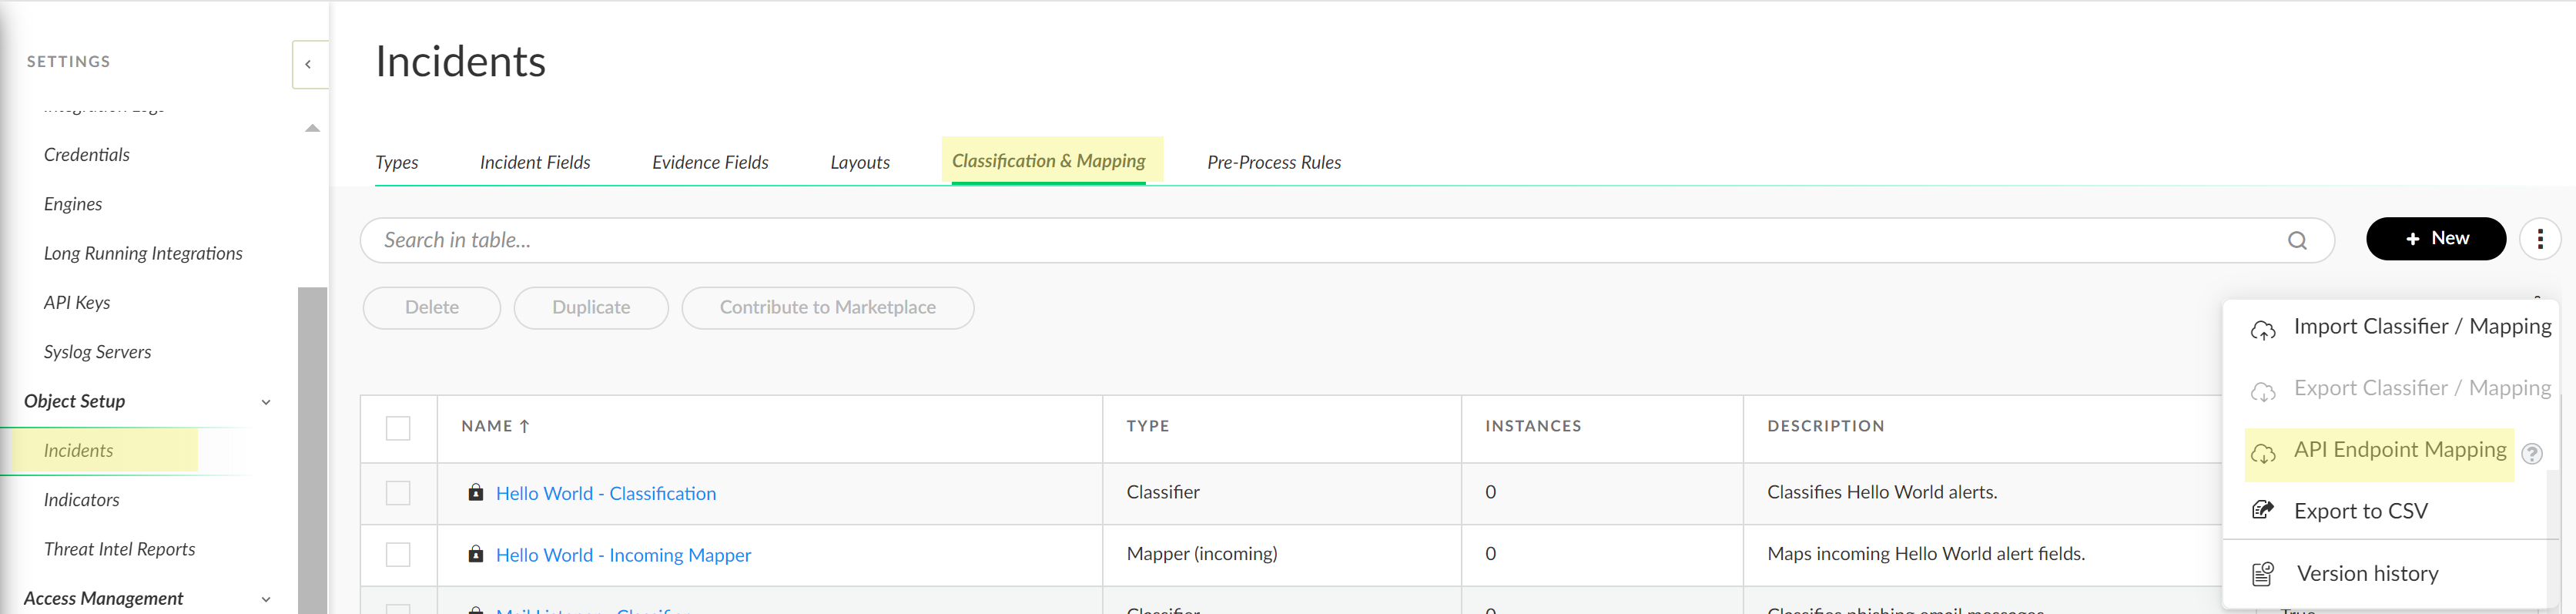 SETTINGS
Integration Logs
Credentials
Engines
Long Running Integrations
API Keys
Syslog Servers
Object Setup
Incidents
Indicators
Threat Intel Reports
Access Management
Incidents
Types Incident Fields Evidence Fields Layouts Classification & Mapping Pre-Process Rules
Search in table...
+ New
Delete Duplicate Contribute to Marketplace
Import Classifier / Mapping
Export Classifier / Mapping
API Endpoint Mapping ?
Export to CSV
Version history
NAME ↑ TYPE INSTANCES DESCRIPTION
Hello World - Classification Classifier 0 Classifies Hello World alerts.
Hello World - Incoming Mapper Mapper (incoming) 0 Maps incoming Hello World alert fields.
Classifier 0 Classifies phishing email messages. True